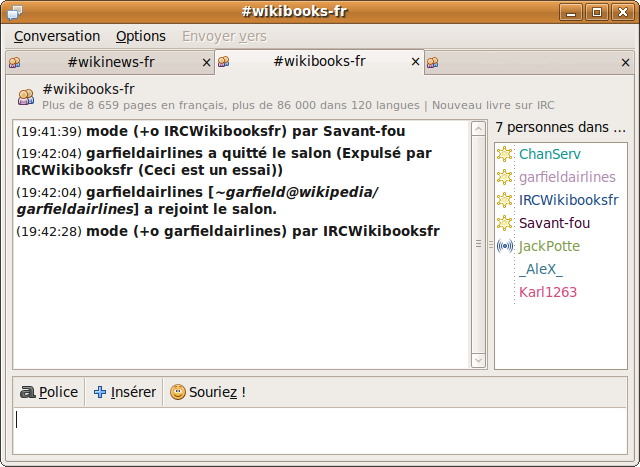 #wikibooks-fr
Conversation Options Envoyer vers
#wikinews-fr × #wikibooks-fr × ×
#wikibooks-fr
Plus de 8 659 pages en français, plus de 86 000 dans 120 langues | Nouveau livre sur IRC
(19:41:39) mode (+o IRCWikibooksfr) par Savant-fou
(19:42:04) garfieldairlines a quitté le salon (Expulsé par
IRCWikibooksfr (Ceci est un essai))
(19:42:04) garfieldairlines [~garfield@wikipedia/
garfieldairlines] a rejoint le salon.
(19:42:28) mode (+o garfieldairlines) par IRCWikibooksfr
7 personnes dans ...
ChanServ
garfieldairlines
IRCWikibooksfr
Savant-fou
JackPotte
_AleX_
Karl1263
a Police Insérer Souriez !